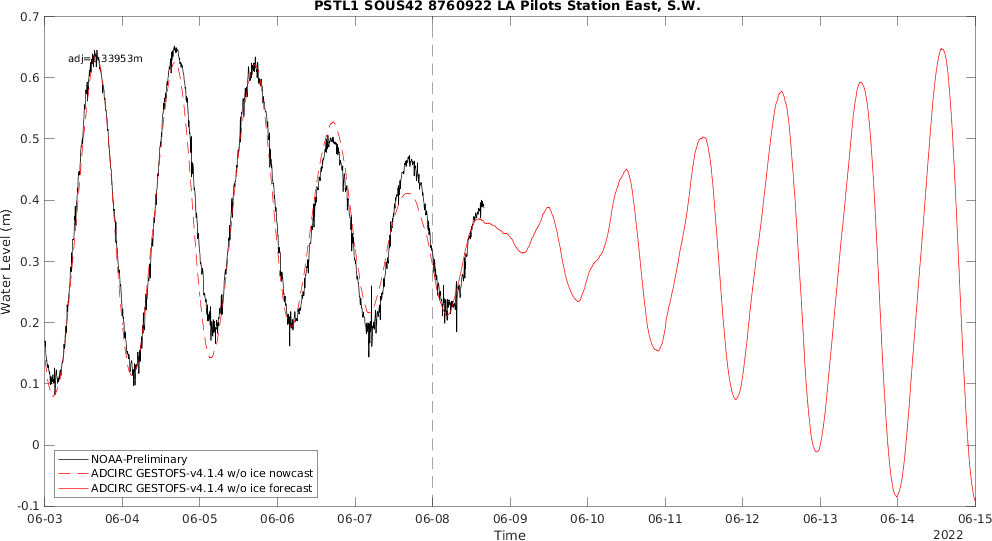 PSTL1 SOUS42 8760922 LA Pilots Station East, S.W.
0.7
0.6
0.5
0.4
0.3
0.2
0.1
0
-0.1
Water Level (m)
33953m
NOAA-Preliminary
ADCIRC GESTOFS-v4.1.4 w/o ice nowcast
ADCIRC GESTOFS-v4.1.4 w/o ice forecast
06-03 06-04 06-05 06-06 06-07 06-08 06-09 06-10 06-11 06-12 06-13 06-14 06-15
Time
2022